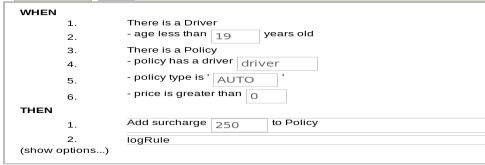 WHEN
1. There is a Driver
2. - age less than 19 years old
3. There is a Policy
4. - policy has a driver driver
5. - policy type is ' AUTO '
6. - price is greater than 0
THEN
1. Add surcharge 250 to Policy
2. logRule
(show options...)